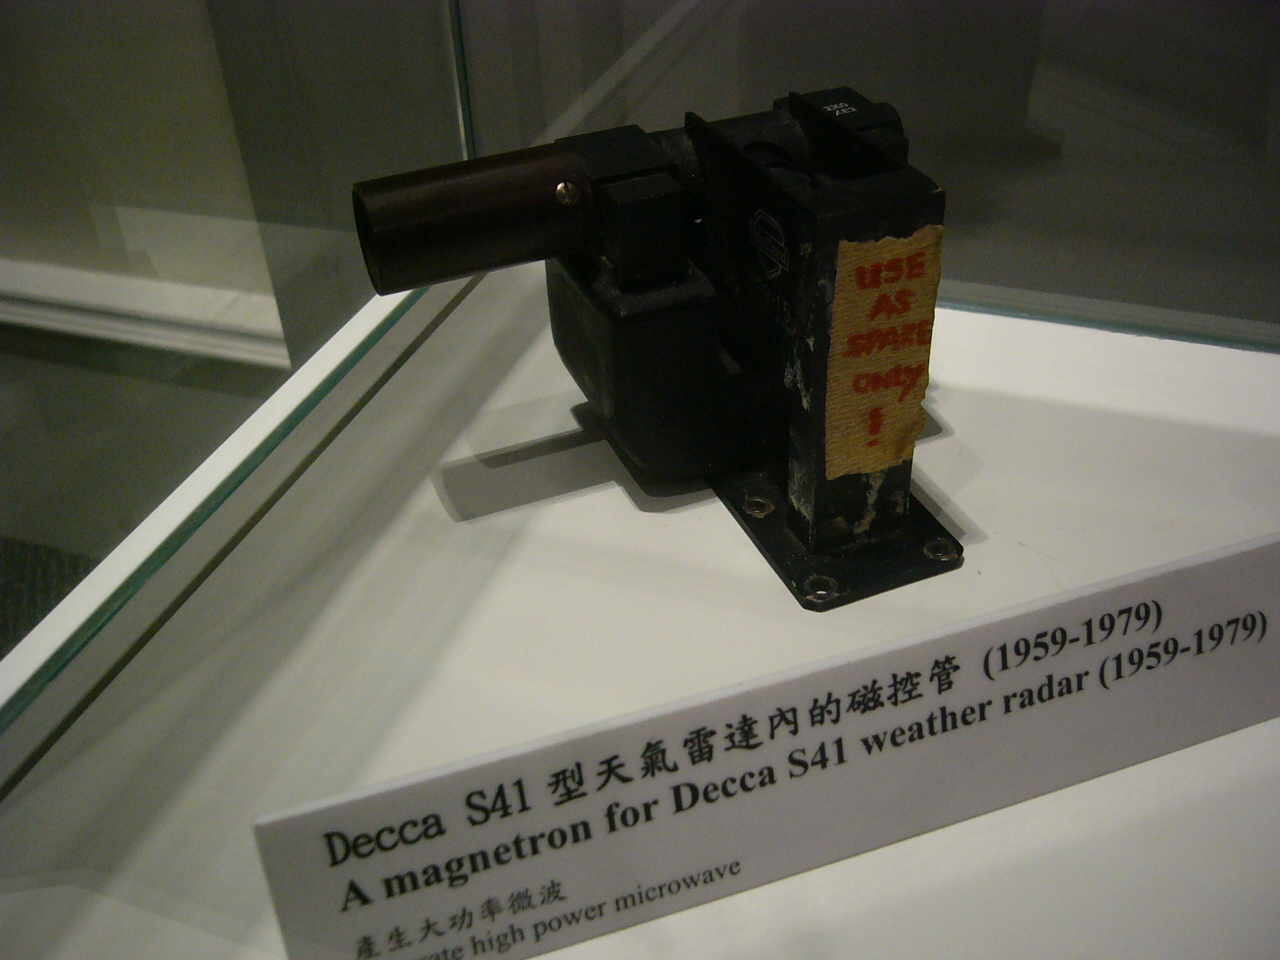 USE
AS
SPARE
ONLY
!
Decca S41 型天氣雷達內的磁控管 (1959-1979)
A magnetron for Decca S41 weather radar (1959-1979)
產生大功率微波
high power microwave